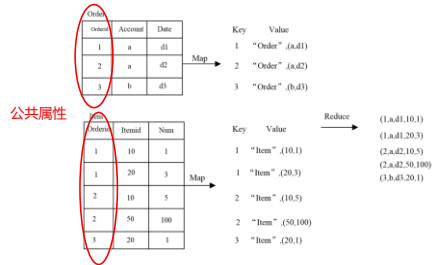 Order
Orderid Account Date
1 a d1
2 a d2
3 b d3
Map
Key Value
1 “Order”,(a,d1)
2 “Order”,(a,d2)
3 “Order”,(b,d3)
公共属性
Item
Orderid Itemid Num
1 10 1
1 20 3
2 10 5
2 50 100
3 20 1
Map
Key Value
1 “Item”,(10,1)
1 “Item”,(20,3)
2 “Item”,(10,5)
2 “Item”,(50,100)
3 “Item”,(20,1)
Reduce
(1,a,d1,10,1)
(1,a,d1,20,3)
(2,a,d2,10,5)
(2,a,d2,50,100)
(3,b,d3,20,1)